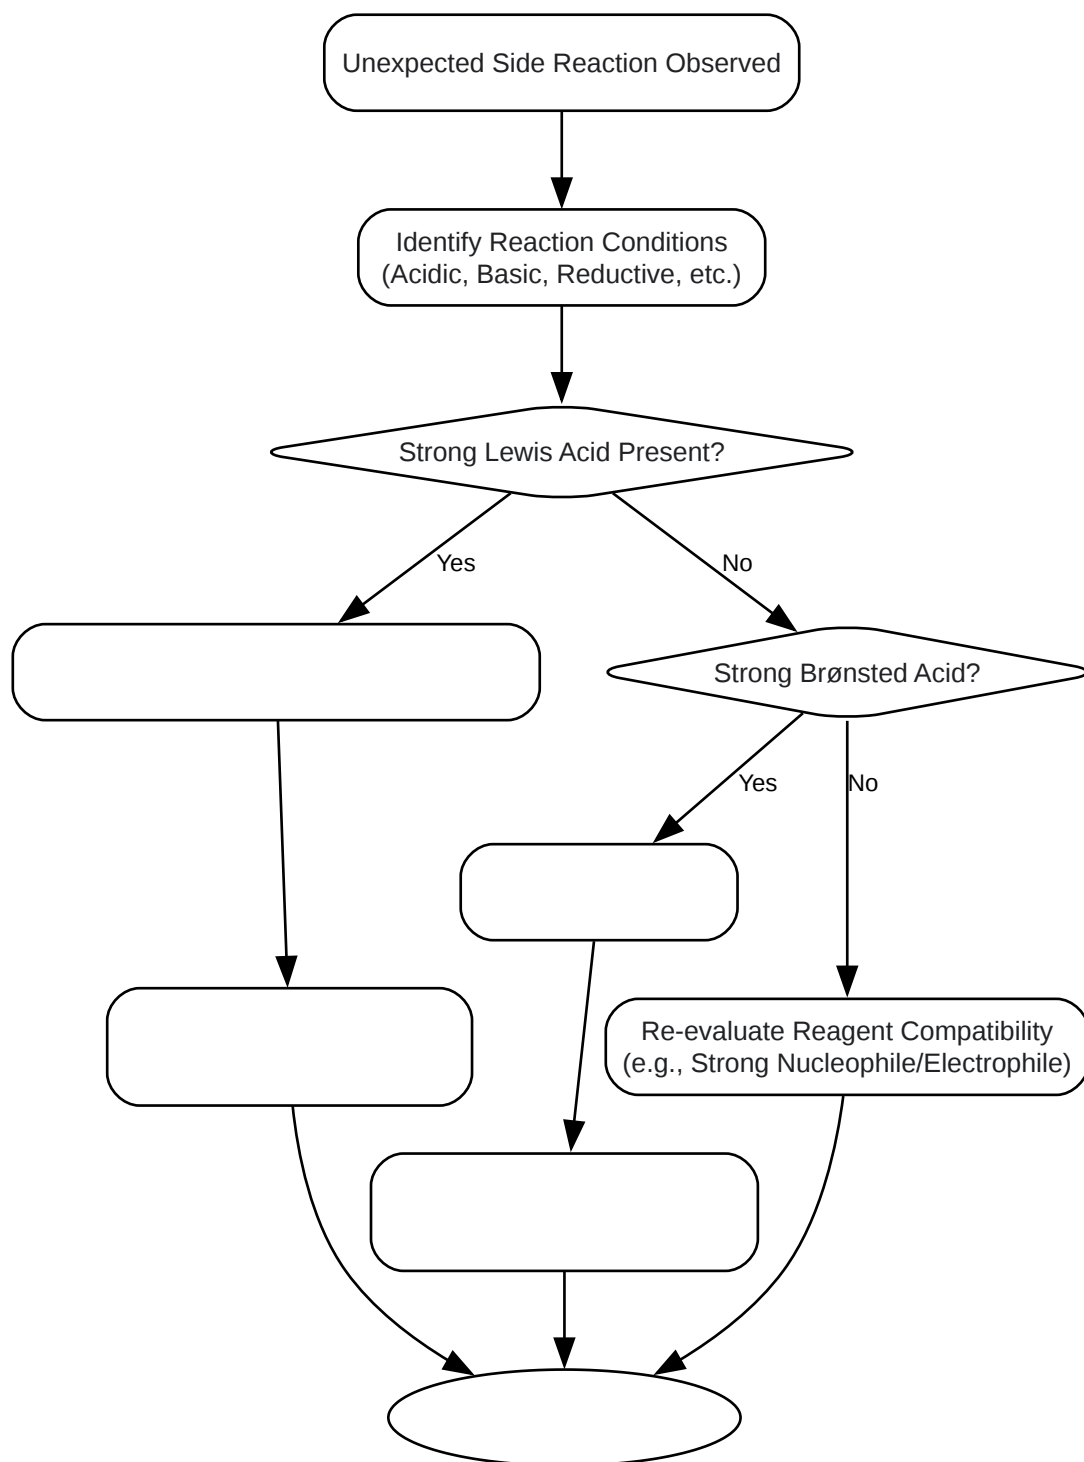 Unexpected Side Reaction Observed
Identify Reaction Conditions
(Acidic, Basic, Reductive, etc.)
Strong Lewis Acid Present?
Yes
No
Strong Brønsted Acid?
Yes
No
Re-evaluate Reagent Compatibility
(e.g., Strong Nucleophile/Electrophile)